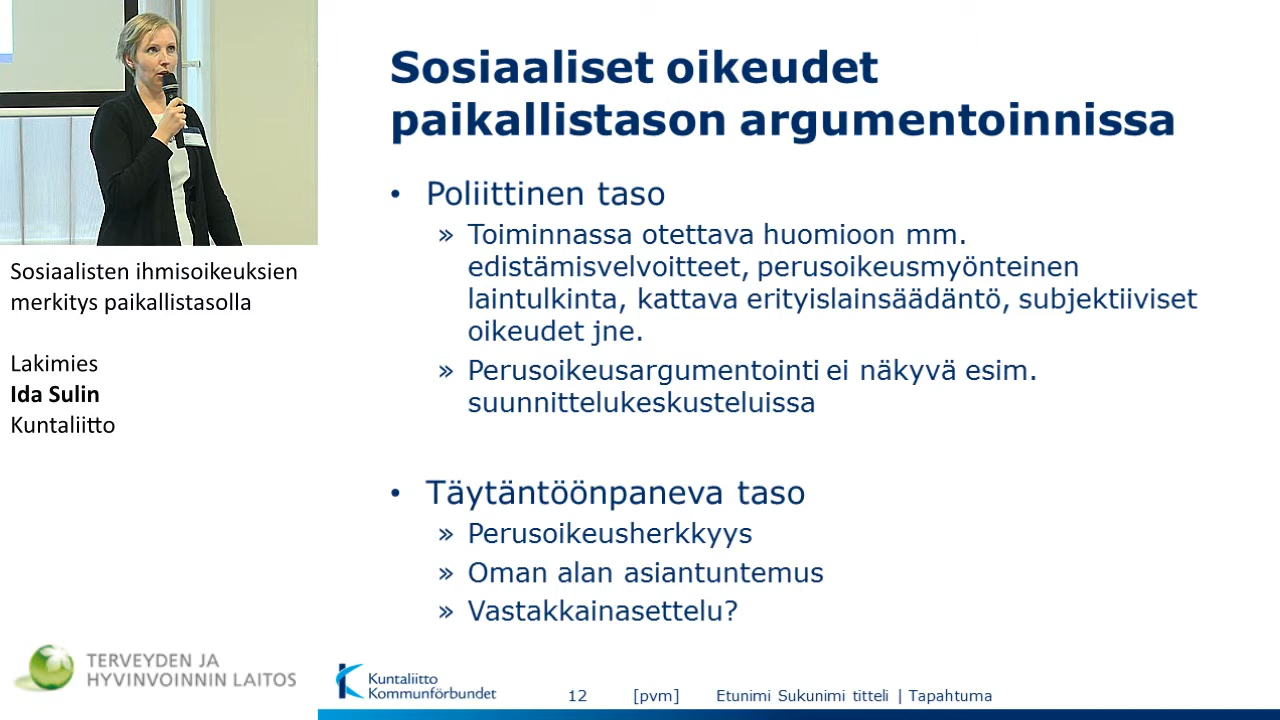 Sosiaaliset oikeudet
paikallistason argumentoinnissa
• Poliittinen taso
» Toiminnassa otettava huomioon mm.
edistämisvelvoitteet, perusoikeusmyönteinen
laintulkinta, kattava erityislainsäädäntö, subjektiiviset
oikeudet jne.
» Perusoikeusargumentointi ei näkyvä esim.
suunnittelukeskusteluissa
• Täytäntöönpaneva taso
» Perusoikeusherkkyys
» Oman alan asiantuntemus
» Vastakkainasettelu?
Sosiaalisten ihmisoikeuksien
merkitys paikallistasolla
Lakimies
Ida Sulin
Kuntaliitto
TERVEYDEN JA
HYVINVOINNIN LAITOS
Kuntaliitto
Kommunförbundet
12 [pvm] Etunimi Sukunimi titteli | Tapahtuma